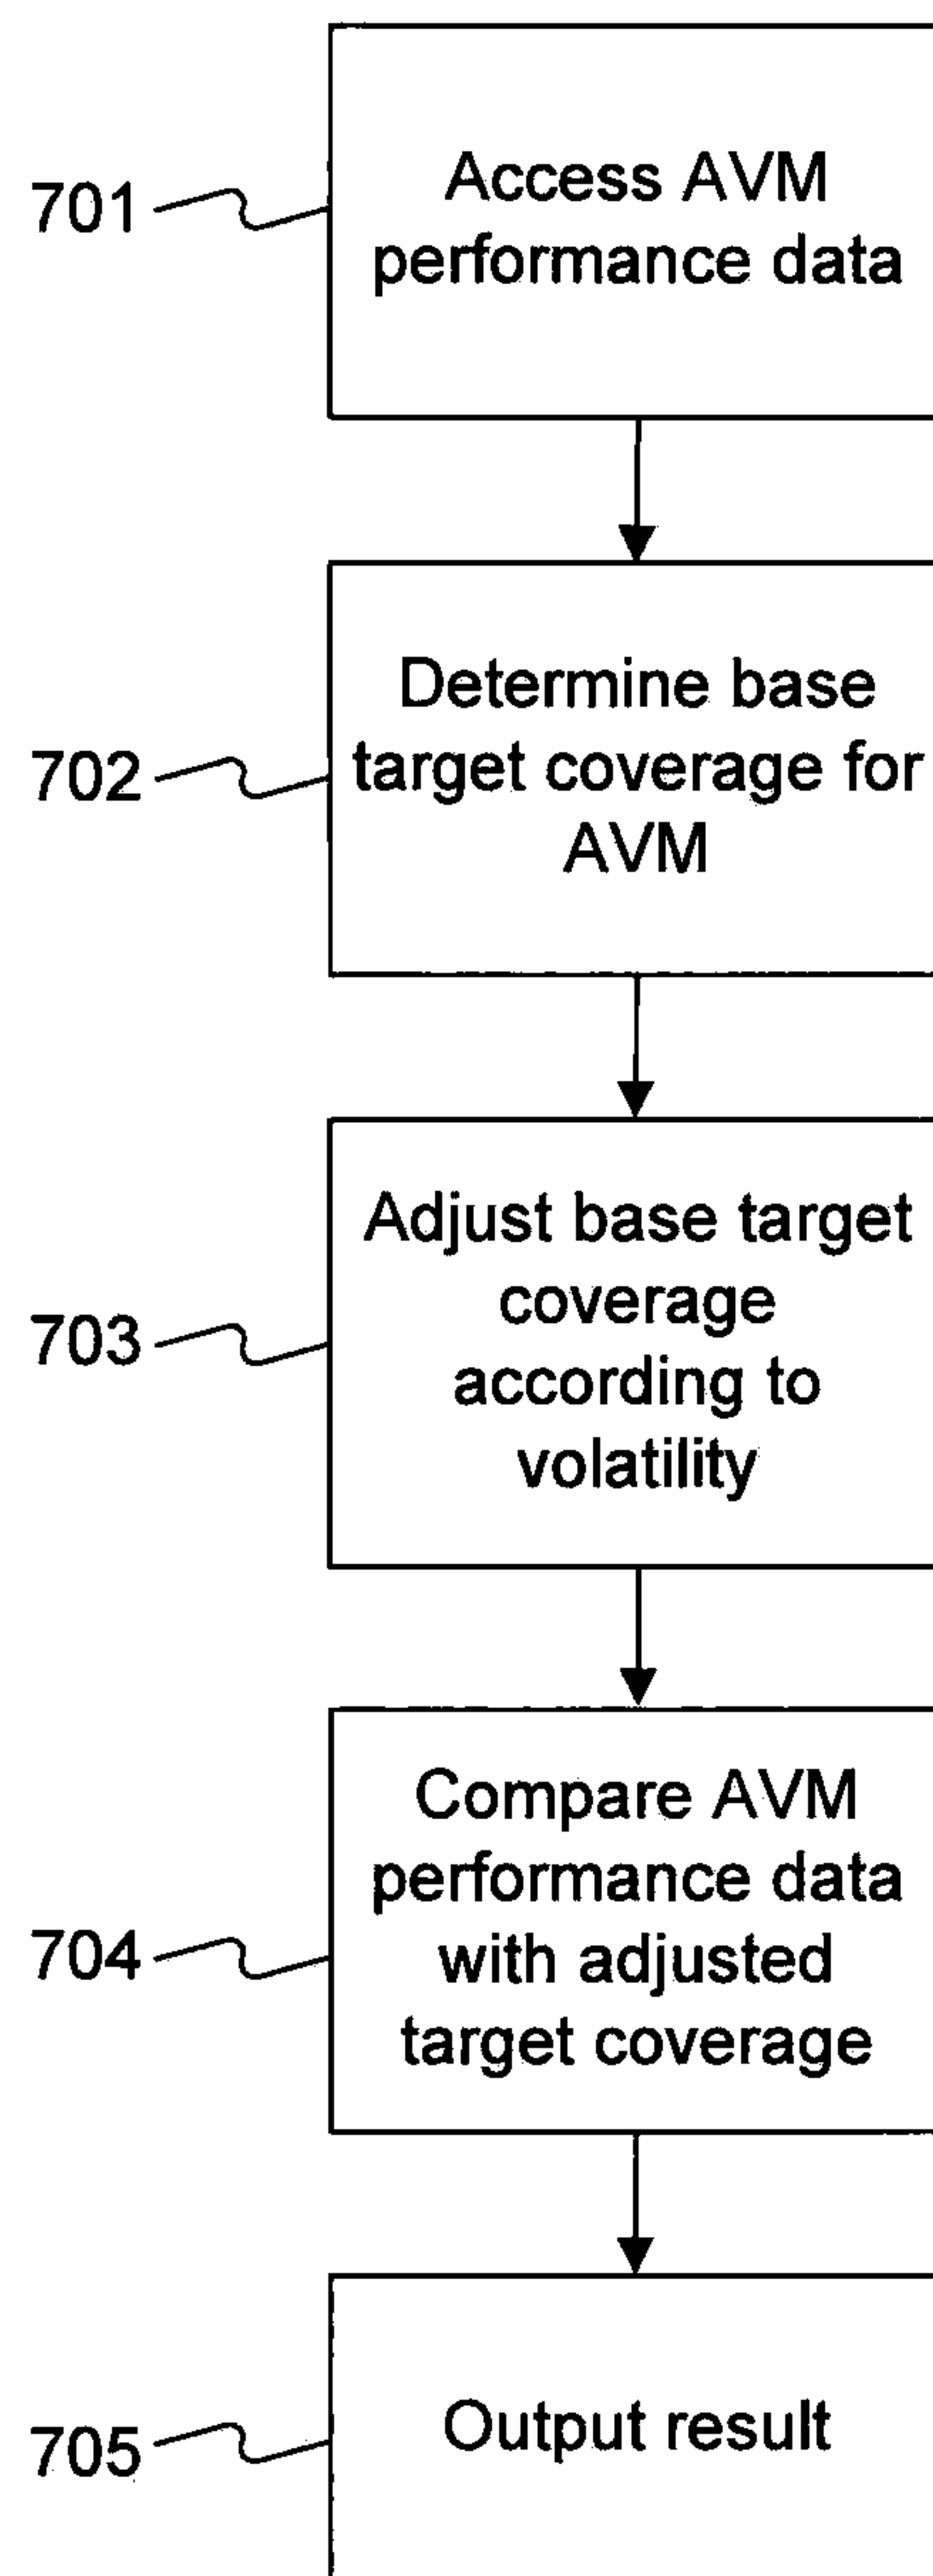 701
Access AVM
performance data
702
Determine base
target coverage for
AVM
703
Adjust base target
coverage
according to
volatility
704
Compare AVM
performance data
with adjusted
target coverage
705
Output result